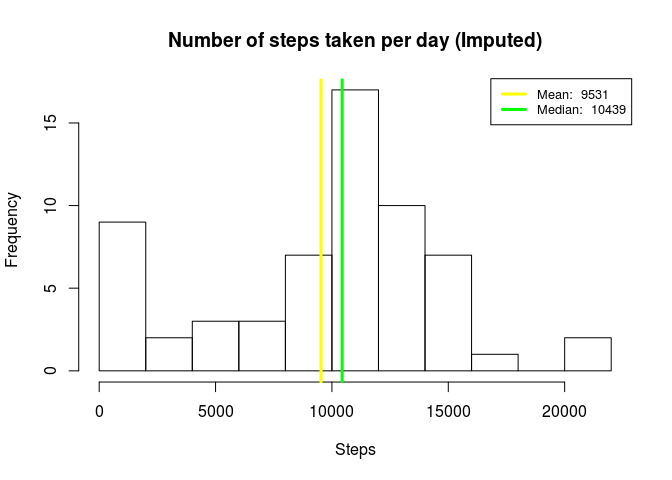 Number of steps taken per day (Imputed)
Mean: 9531
Median: 10439
Frequency
15
10
5
0
0 5000 10000 15000 20000
Steps